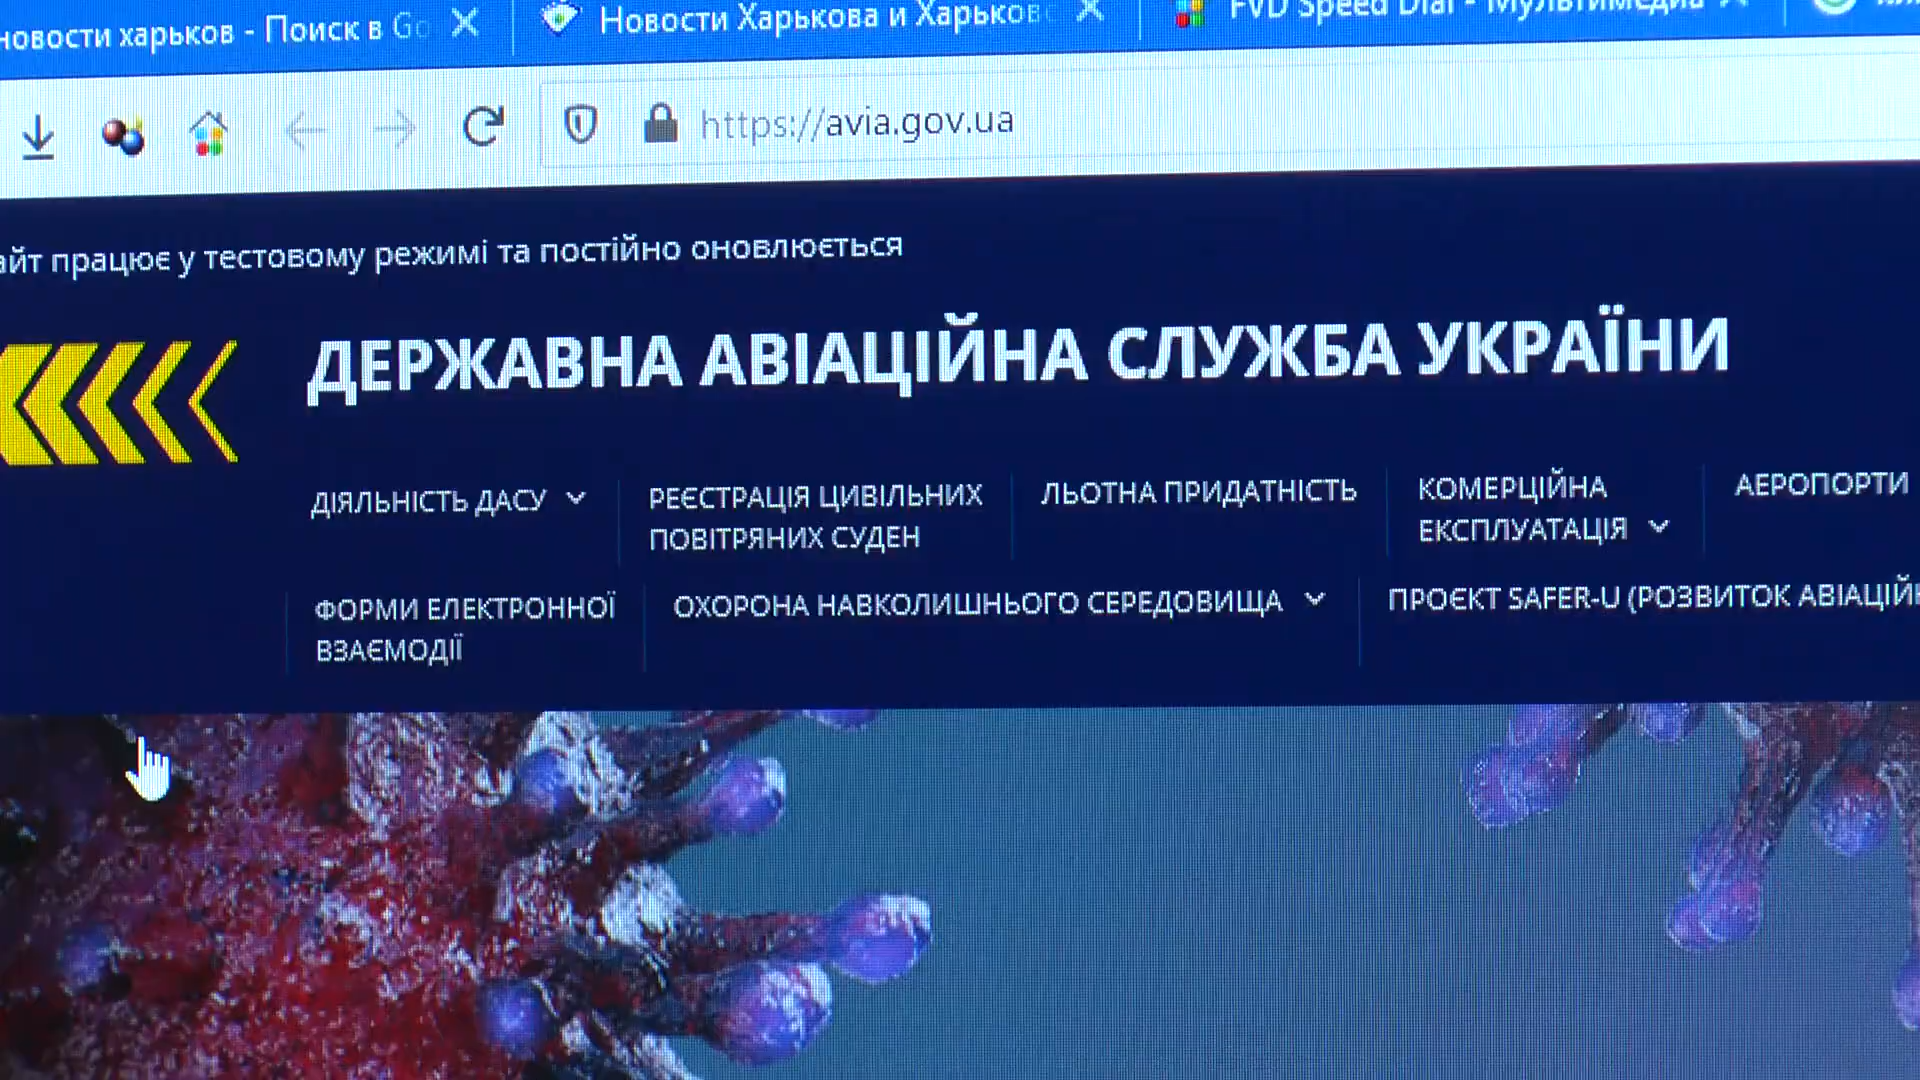 новости харьков - Поиск в Go
Новости Харькова и Харьковс
FVD Speed Dial - Мультимедиа
https://avia.gov.ua
айт працює у тестовому режимі та постійно оновлюється
ДЕРЖАВНА АВІАЦІЙНА СЛУЖБА УКРАЇНИ
ДІЯЛЬНІСТЬ ДАСУ
РЕЄСТРАЦІЯ ЦИВІЛЬНИХ
ПОВІТРЯНИХ СУДЕН
ЛЬОТНА ПРИДАТНІСТЬ
КОМЕРЦІЙНА
ЕКСПЛУАТАЦІЯ
АЕРОПОРТИ
ФОРМИ ЕЛЕКТРОННОЇ
ВЗАЄМОДІЇ
ОХОРОНА НАВКОЛИШНЬОГО СЕРЕДОВИЩА
ПРОЄКТ SAFER-U (РОЗВИТОК АВІАЦІЙН